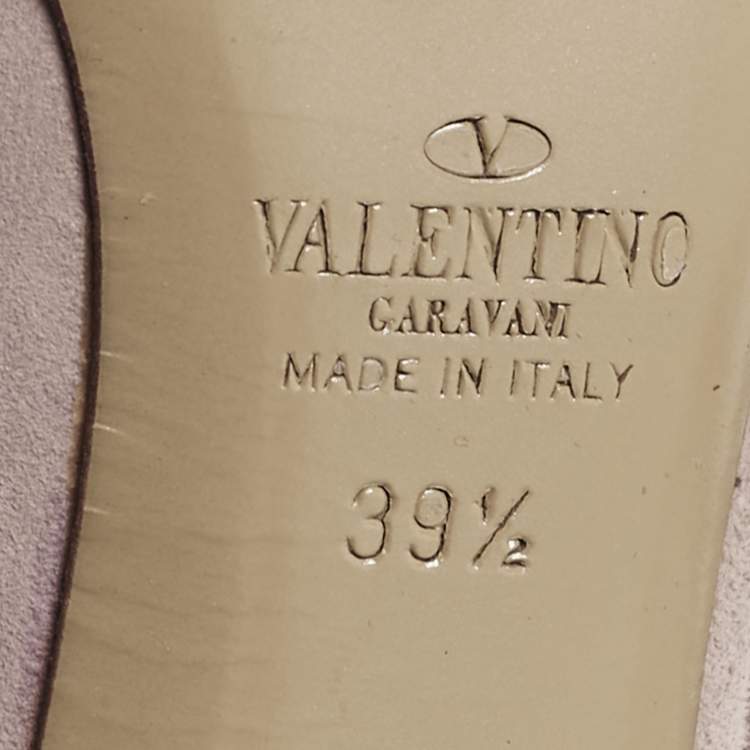 V
VALENTINO
GARAVANI
MADE IN ITALY
39½